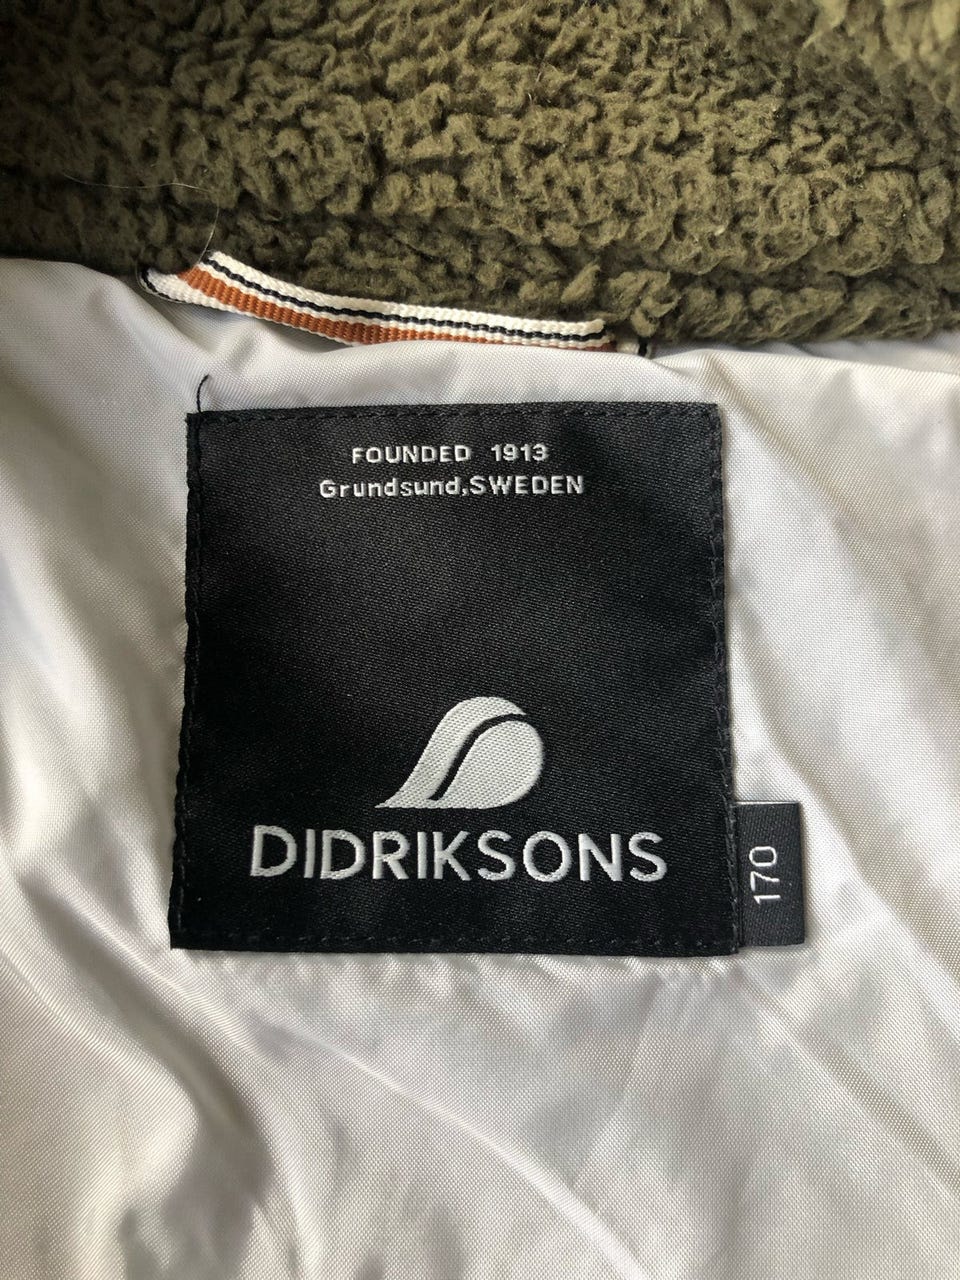 FOUNDED 1913
Grundsund,SWEDEN
DIDRIKSONS
170